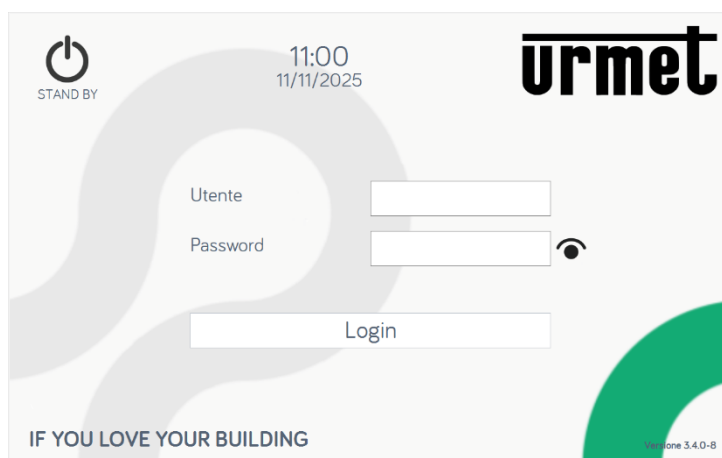 11:00
urmet
STAND BY
11/11/2025
Utente
Password
Login
IF YOU LOVE YOUR BUILDING
Versione 3.4.0-8